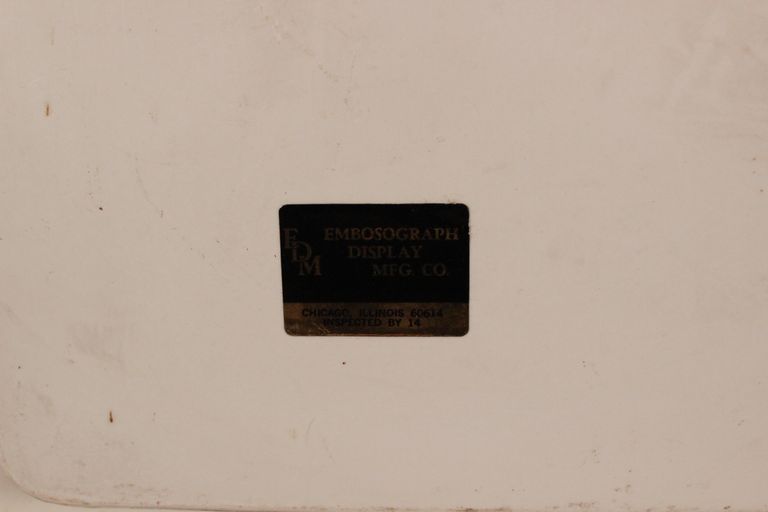 EDM
EMBOSOGRAPH
DISPLAY
MFG. CO.
CHICAGO, ILLINOIS 60614
INSPECTED BY 14